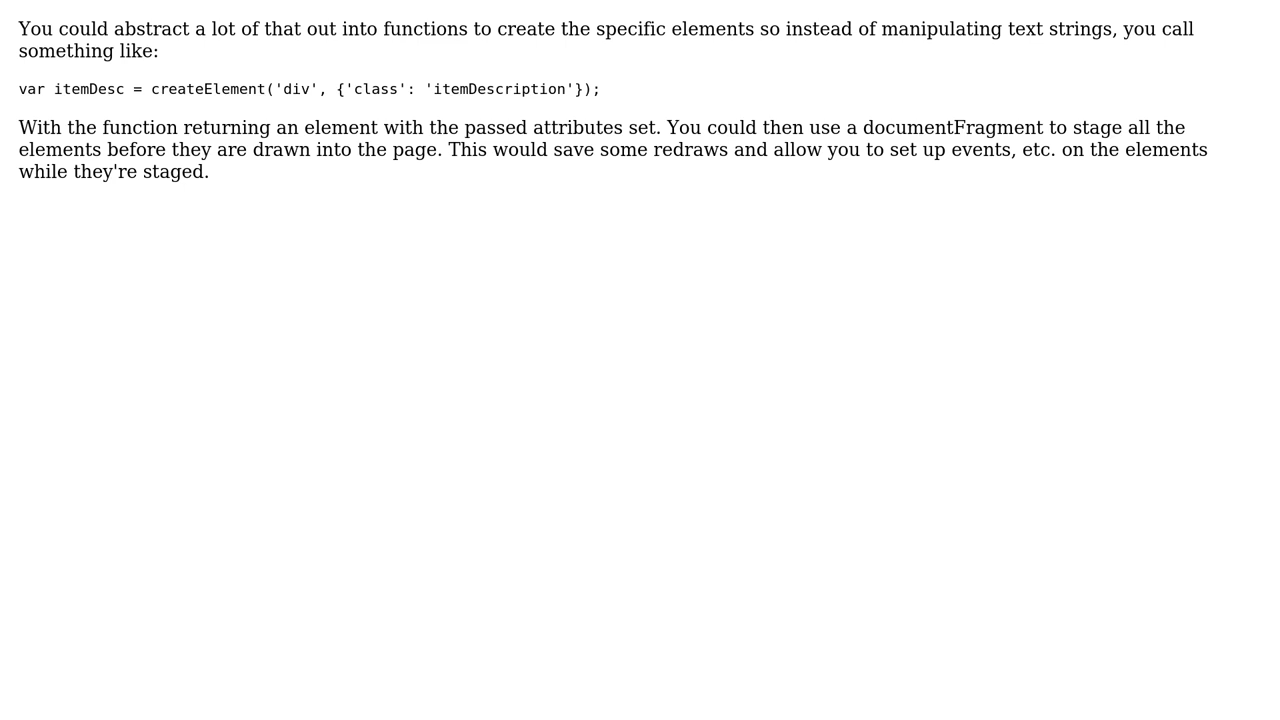 You could abstract a lot of that out into functions to create the specific elements so instead of manipulating text strings, you call
something like:
var itemDesc = createElement('div', {'class': 'itemDescription'});
With the function returning an element with the passed attributes set. You could then use a documentFragment to stage all the
elements before they are drawn into the page. This would save some redraws and allow you to set up events, etc. on the elements
while they're staged.